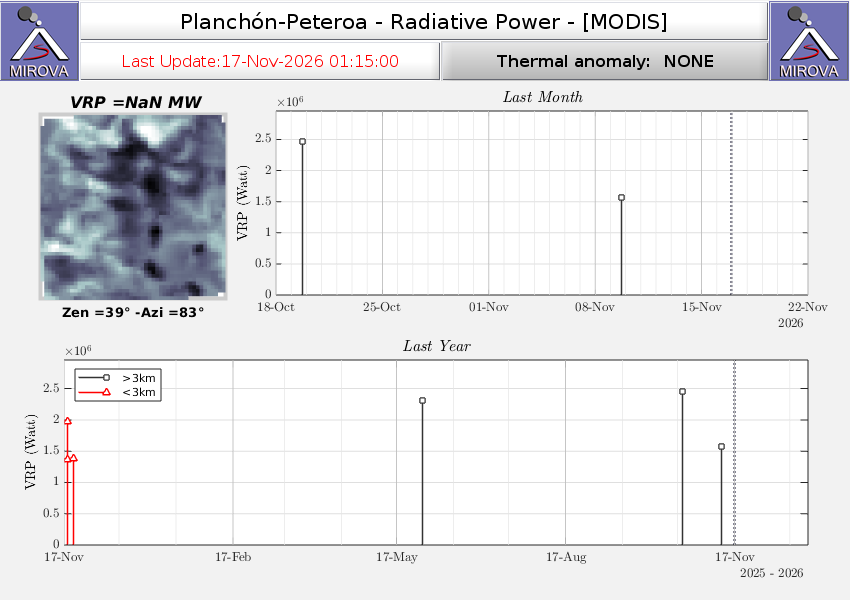 Planchón-Peteroa - Radiative Power - [MODIS]
MIROVA
Last Update:17-Nov-2026 01:15:00
Thermal anomaly: NONE
MIROVA
VRP =NaN MW
Zen =39° -Azi =83°
Last Month
×10⁶
VRP (Watt)
2.5
2
1.5
1
0.5
0
18-Oct 25-Oct 01-Nov 08-Nov 15-Nov 22-Nov
2026
Last Year
×10⁶
VRP (Watt)
>3km
<3km
2.5
2
1.5
1
0.5
0
17-Nov 17-Feb 17-May 17-Aug 17-Nov
2025 - 2026